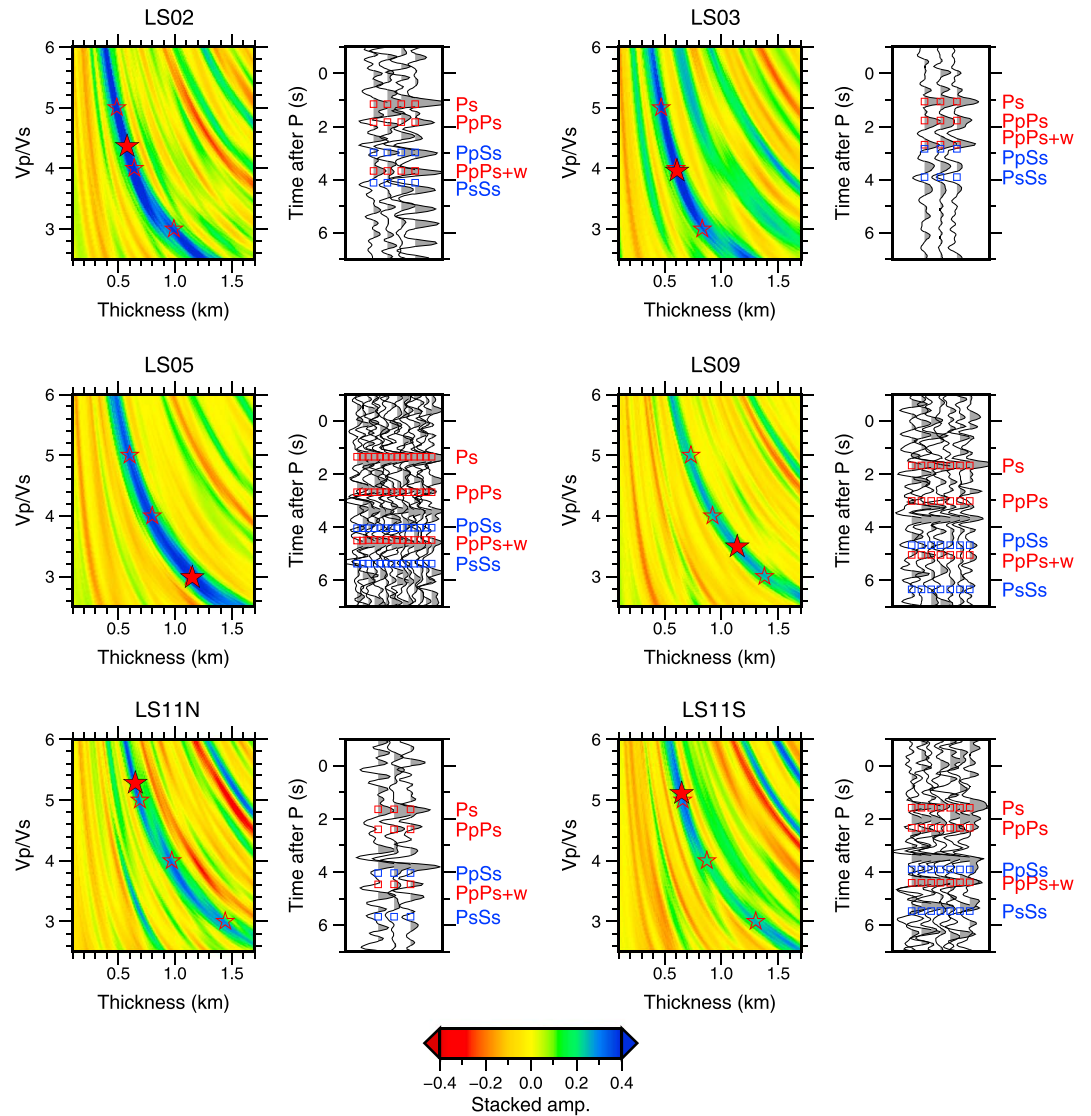 LS02
6
5
4
3
Vp/Vs
0.5 1.0 1.5
Thickness (km)
0
2
4
6
Time after P (s)
Ps
PpPs
PpSs
PpPs+w
PsSs
LS03
6
5
4
3
Vp/Vs
0.5 1.0 1.5
Thickness (km)
0
2
4
6
Time after P (s)
Ps
PpPs
PpPs+w
PpSs
PsSs
LS05
6
5
4
3
Vp/Vs
0.5 1.0 1.5
Thickness (km)
0
2
4
6
Time after P (s)
Ps
PpPs
PpSs
PpPs+w
PsSs
LS09
6
5
4
3
Vp/Vs
0.5 1.0 1.5
Thickness (km)
0
2
4
6
Time after P (s)
Ps
PpPs
PpSs
PpPs+w
PsSs
LS11N
6
5
4
3
Vp/Vs
0.5 1.0 1.5
Thickness (km)
0
2
4
6
Time after P (s)
Ps
PpPs
PpSs
PpPs+w
PsSs
LS11S
6
5
4
3
Vp/Vs
0.5 1.0 1.5
Thickness (km)
0
2
4
6
Time after P (s)
Ps
PpPs
PpSs
PpPs+w
PsSs
−0.4 −0.2 0.0 0.2 0.4
Stacked amp.